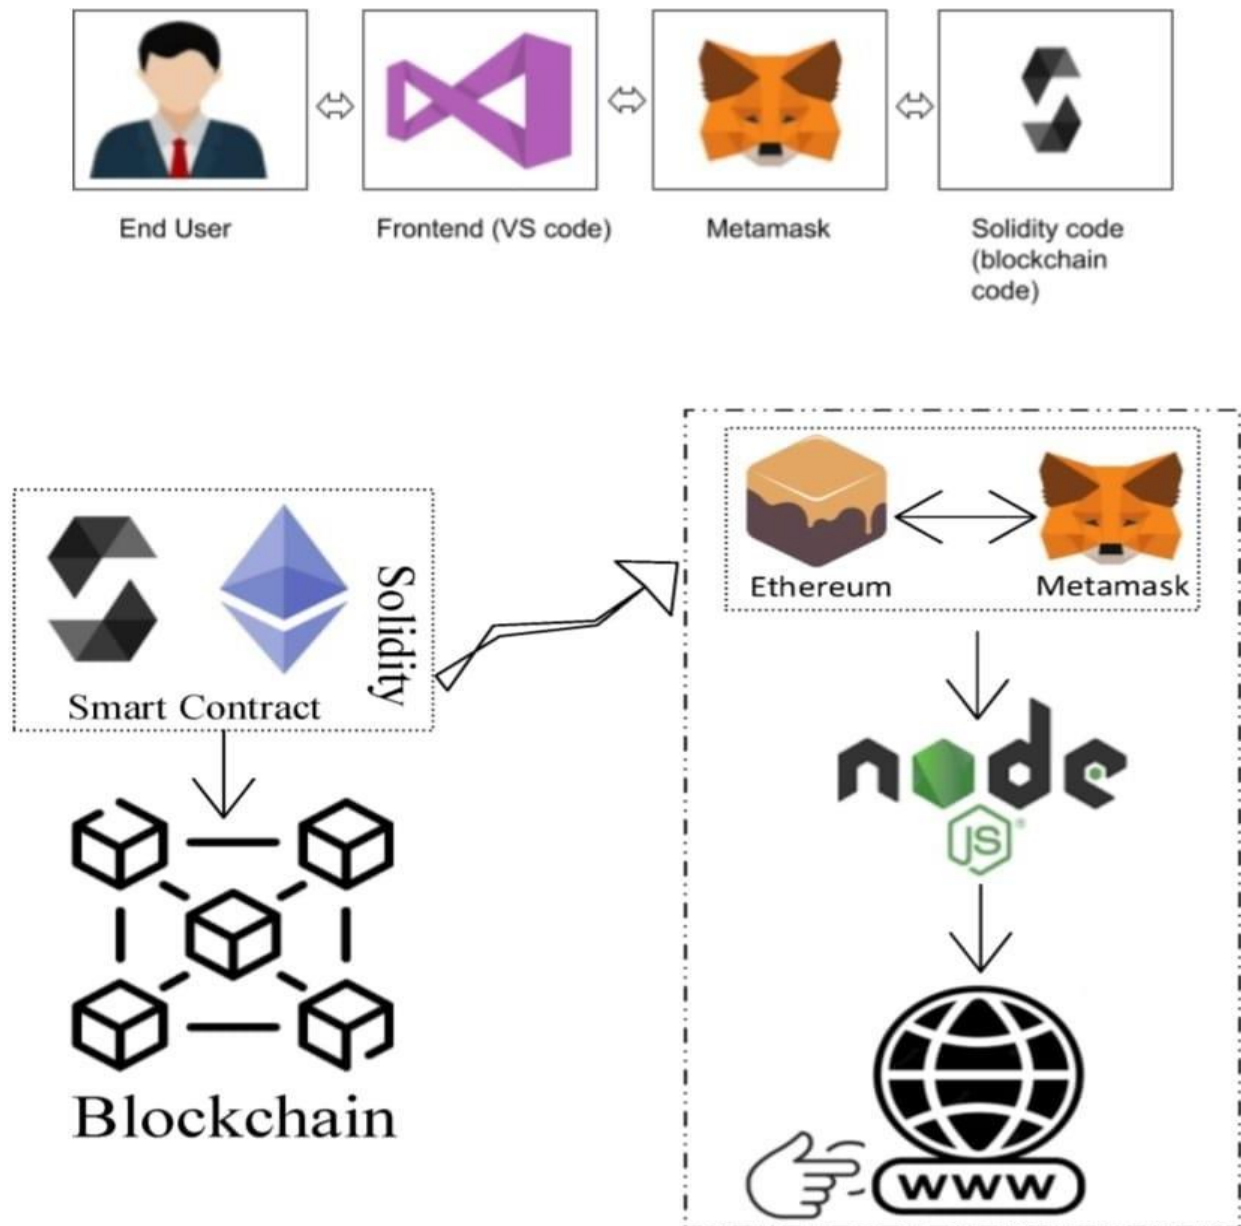 End User
Frontend (VS code)
Metamask
Solidity code
(blockchain
code)
Smart Contract
Solidity
Blockchain
Ethereum
Metamask
node
JS
®
www